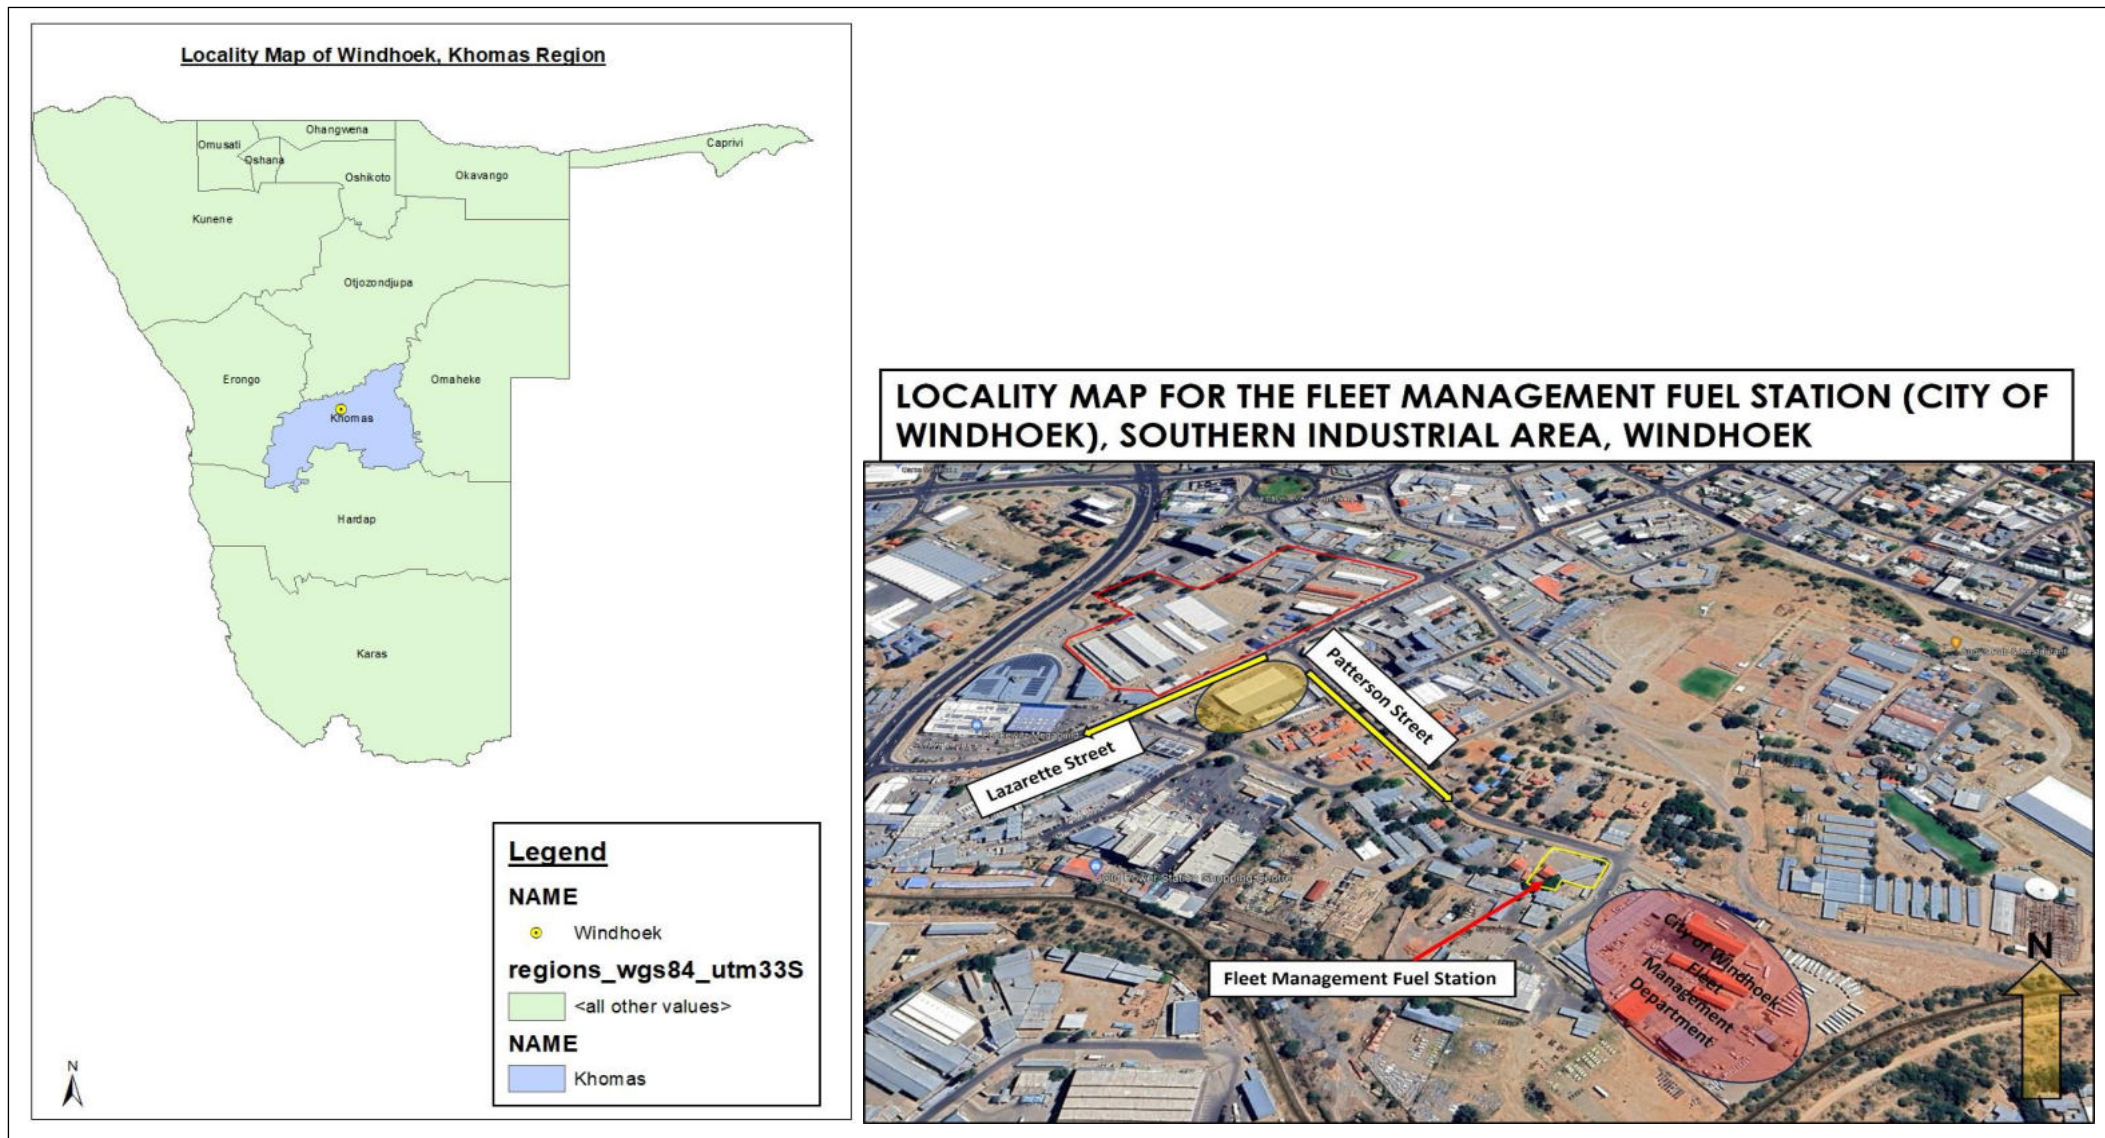 Locality Map of Windhoek, Khomas Region
Ohangwena
Omusati
Oshana
Caprivi
Oshikoto
Okavango
Kunene
Otjozondjupa
Erongo
Omaheke
Khomas
Hardap
Karas
Legend
NAME
Windhoek
regions_wgs84_utm33S
<all other values>
NAME
Khomas
N
LOCALITY MAP FOR THE FLEET MANAGEMENT FUEL STATION (CITY OF
WINDHOEK), SOUTHERN INDUSTRIAL AREA, WINDHOEK
Patterson Street
Lazarette Street
Fleet Management Fuel Station
City of Windhoek
Fleet
Management
Department
N